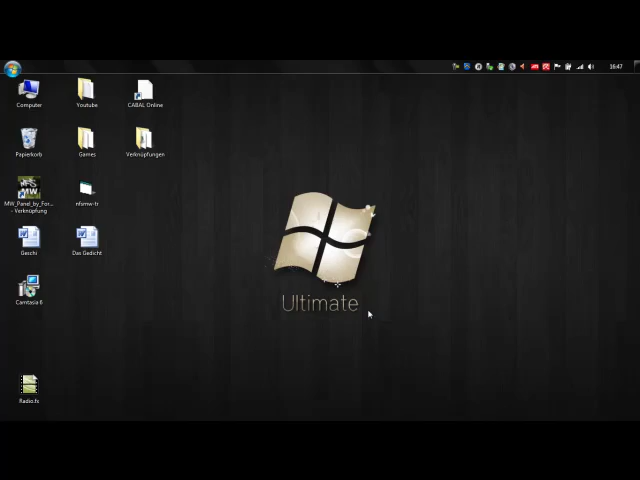 16:47
Computer
Youtube
CABAL Online
Papierkorb
Games
Verknüpfungen
MW_Panel_by_For...
- Verknüpfung
nfsmw-tr
Geschi
Das Gedicht
Camtasia 8
Radio.fx
Ultimate